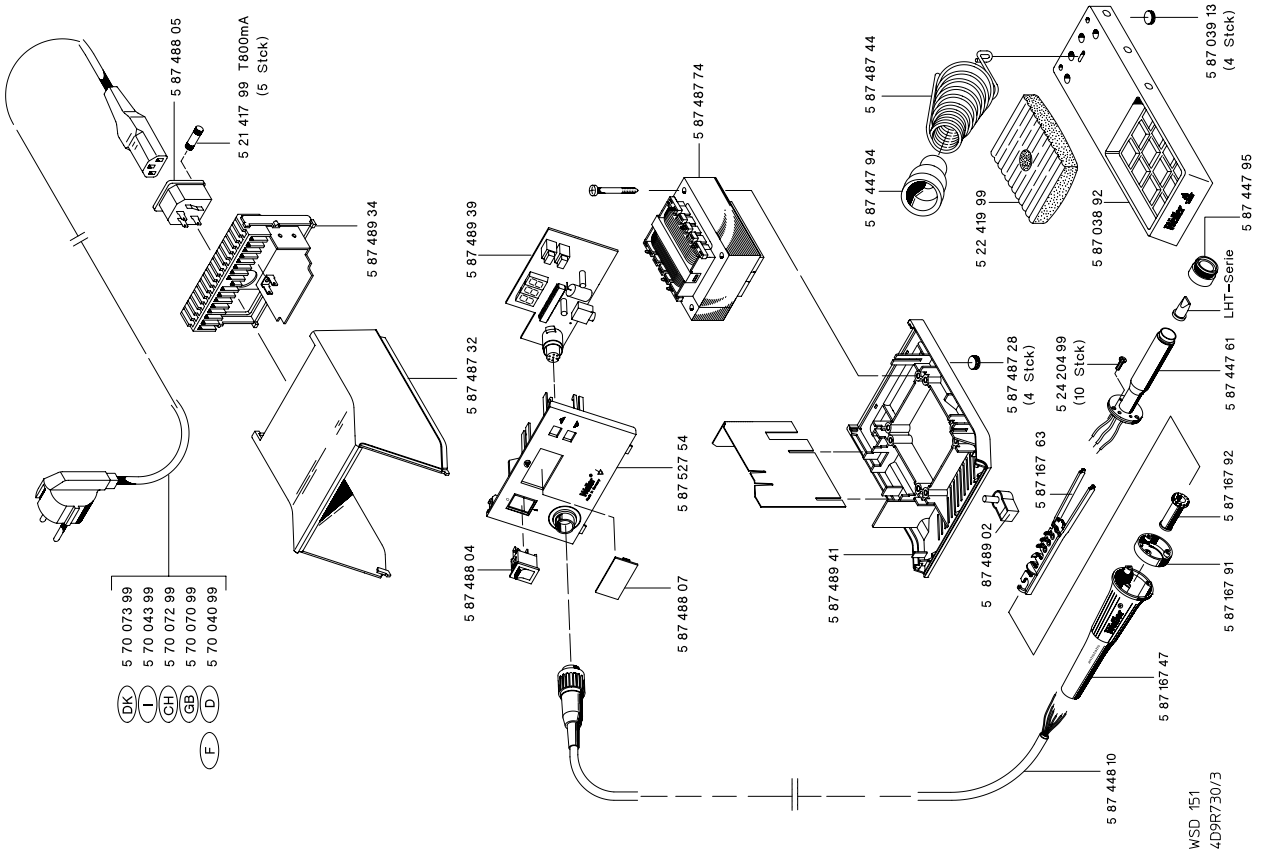 5 87 488 05
5 21 417 99 T800mA
(5 Stck)
5 87 489 34
DK 5 70 073 99
I 5 70 043 99
CH 5 70 072 99
GB 5 70 070 99
F D 5 70 040 99
5 87 487 32
5 87 489 39
5 87 487 74
5 87 488 04
5 87 527 54
5 87 488 07
Weller®
5 87 487 44
5 87 447 94
5 22 419 99
5 87 038 92
5 87 039 13
(4 Stck)
Weller
5 87 447 95
LHT-Serie
5 87 487 28
(4 Stck)
5 24 204 99
(10 Stck)
5 87 447 61
5 87 489 41
5 87 489 02
5 87 167 63
5 87 167 92
5 87 167 91
Weller®
5 87 167 47
5 87 448 10
WSD 151
4D9R730/3